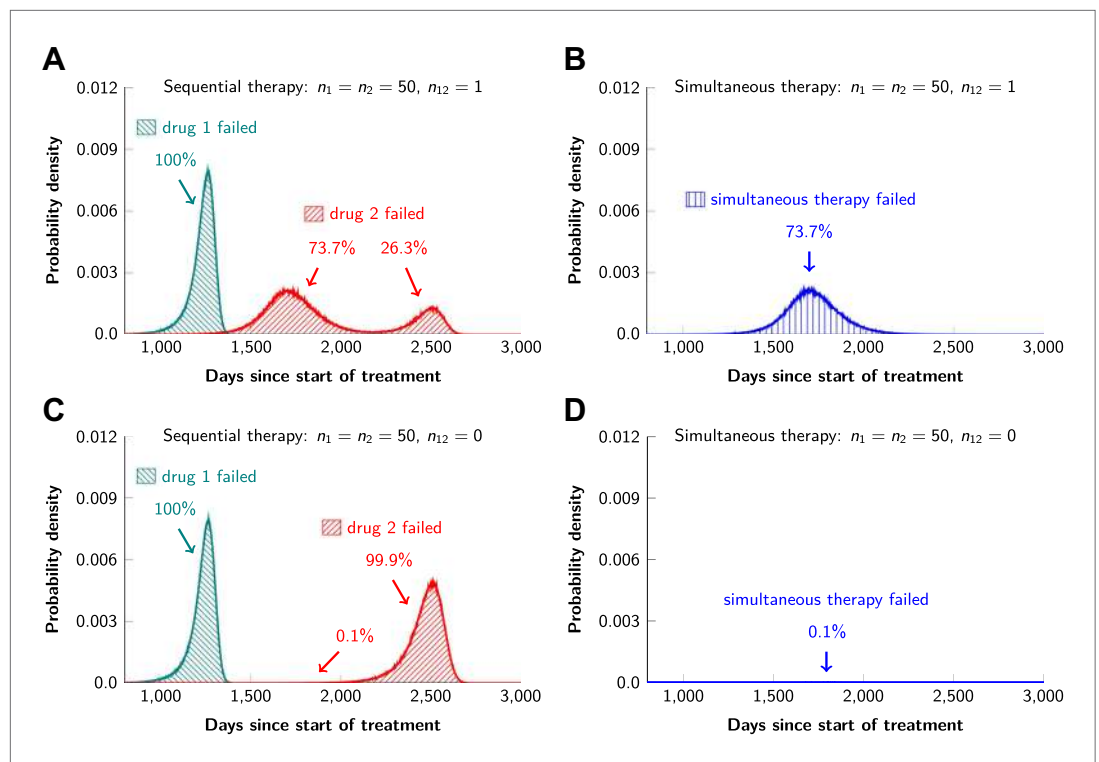 A
Sequential therapy: n₁ = n₂ = 50, n₁₂ = 1
0.012
0.009
0.006
0.003
0.0
Probability density
drug 1 failed
100%
drug 2 failed
73.7%
26.3%
1,000
1,500
2,000
2,500
3,000
Days since start of treatment
B
Simultaneous therapy: n₁ = n₂ = 50, n₁₂ = 1
0.012
0.009
0.006
0.003
0.0
Probability density
simultaneous therapy failed
73.7%
1,000
1,500
2,000
2,500
3,000
Days since start of treatment
C
Sequential therapy: n₁ = n₂ = 50, n₁₂ = 0
0.012
0.009
0.006
0.003
0.0
Probability density
drug 1 failed
100%
drug 2 failed
99.9%
0.1%
1,000
1,500
2,000
2,500
3,000
Days since start of treatment
D
Simultaneous therapy: n₁ = n₂ = 50, n₁₂ = 0
0.012
0.009
0.006
0.003
0.0
Probability density
simultaneous therapy failed
0.1%
1,000
1,500
2,000
2,500
3,000
Days since start of treatment